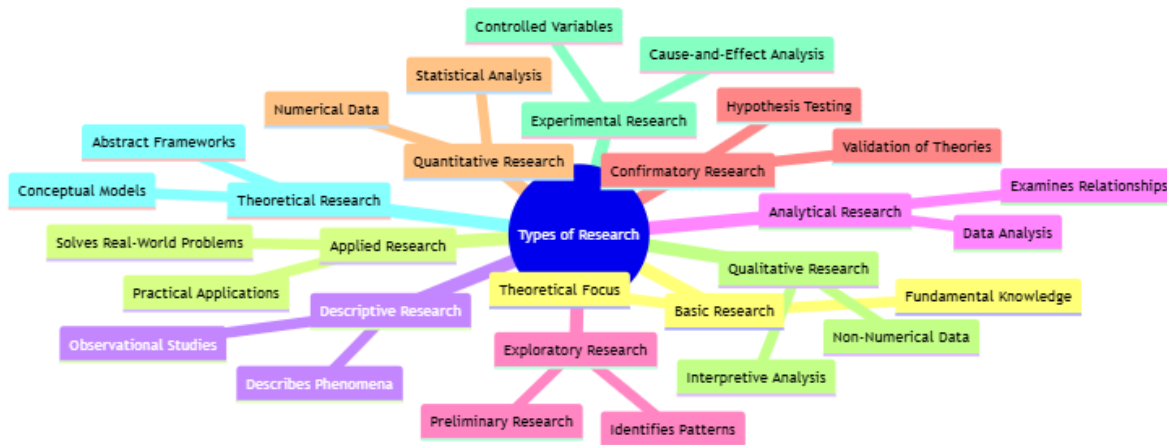 Controlled Variables
Cause-and-Effect Analysis
Statistical Analysis
Numerical Data
Hypothesis Testing
Experimental Research
Abstract Frameworks
Validation of Theories
Quantitative Research
Confirmatory Research
Conceptual Models
Examines Relationships
Theoretical Research
Analytical Research
Types of Research
Data Analysis
Solves Real-World Problems
Applied Research
Qualitative Research
Practical Applications
Theoretical Focus
Fundamental Knowledge
Descriptive Research
Basic Research
Non-Numerical Data
Observational Studies
Exploratory Research
Interpretive Analysis
Describes Phenomena
Preliminary Research
Identifies Patterns